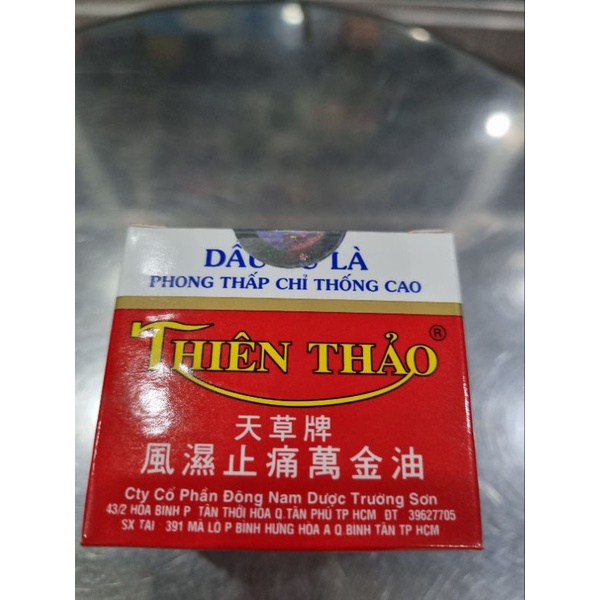 DẦU LÀ
PHONG THẤP CHỈ THỐNG CAO
THIÊN THẢO ®
天草牌
風濕止痛萬金油
Cty Cổ Phần Đông Nam Dược Trường Sơn
43/2 HÒA BÌNH P TÂN THỚI HÒA Q.TÂN PHÚ TP HCM ĐT 39627705
SX TẠI 391 MÃ LÒ P BÌNH HƯNG HÒA A Q.BÌNH TÂN TP HCM